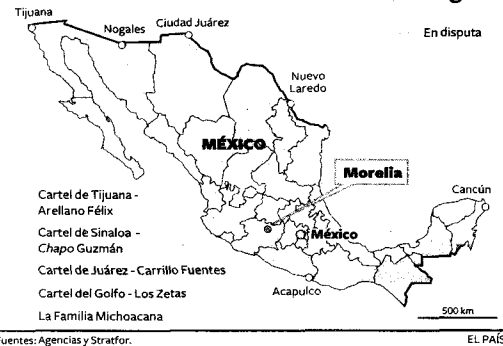 Tijuana
Nogales
Ciudad Juárez
En disputa
Nuevo
Laredo
MÉXICO
Morelia
Cancún
Cartel de Tijuana -
Arellano Félix
Cartel de Sinaloa -
Chapo Guzmán
México
Cartel de Juárez - Carrillo Fuentes
Cartel del Golfo - Los Zetas
Acapulco
La Familia Michoacana
500 km
Fuentes: Agencias y Stratfor.
EL PAÍS